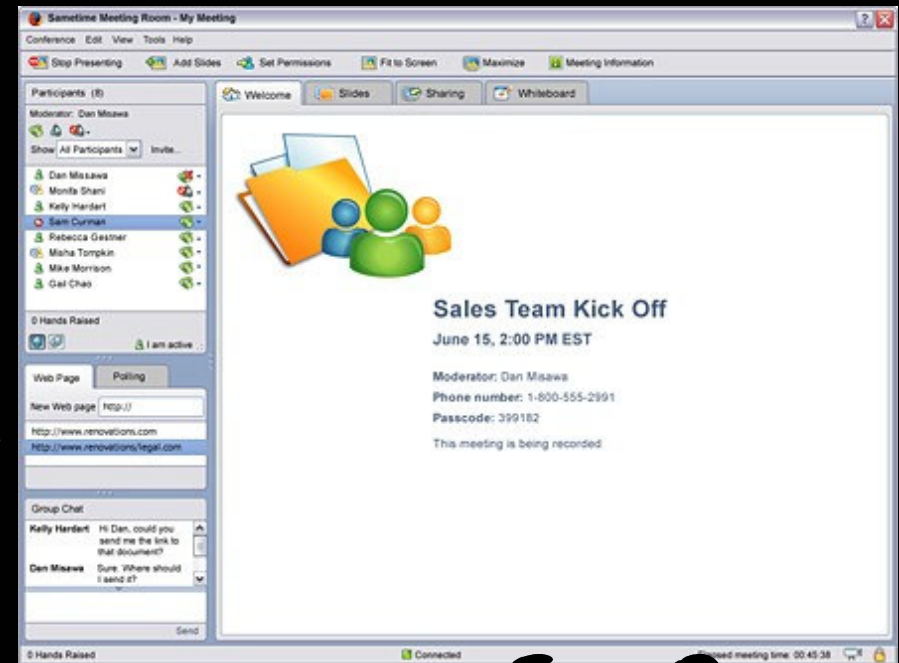 Sametime Meeting Room - My Meeting
Conference Edit View Tools Help
Stop Presenting Add Slides Set Permissions Fit to Screen Maximize Meeting Information
Participants (8)
Moderator: Dan Misawa
Show All Participants Invite...
Dan Missawa
Monifa Shani
Kelly Hardert
Sam Curman
Rebecca Gestner
Misha Tompkin
Mike Morrison
Gail Chao
0 Hands Raised
I am active
Web Page Polling
New Web page http://
http://www.renovations.com
http://www.renovations/legal.com
Group Chat
Kelly Hardert Hi Dan, could you
send me the link to
that document?
Dan Misawa Sure. Where should
I send it?
Send
Welcome Slides Sharing Whiteboard
Sales Team Kick Off
June 15, 2:00 PM EST
Moderator: Dan Misawa
Phone number: 1-800-555-2991
Passcode: 399182
This meeting is being recorded
0 Hands Raised Connected meeting time: 00:45:38